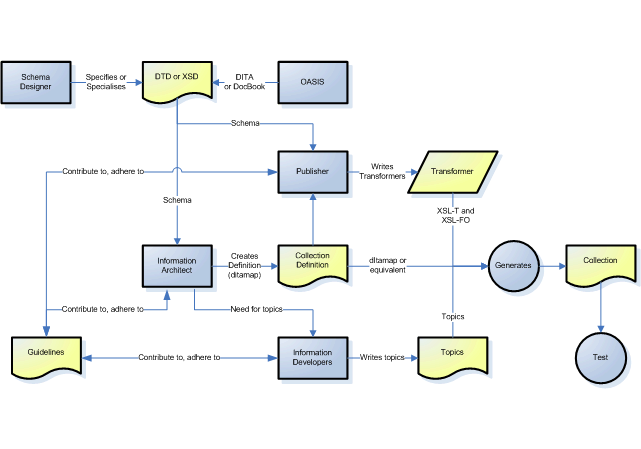 Schema
Designer
Specifies or
Specialises
DTD or XSD
DITA
or DocBook
OASIS
Schema
Contribute to, adhere to
Publisher
Writes
Transformers
Transformer
Schema
XSL-T and
XSL-FO
Information
Architect
Creates
Definition
(ditamap)
Collection
Definition
ditamap or
equivalent
Generates
Collection
Contribute to, adhere to
Need for topics
Topics
Guidelines
Contribute to, adhere to
Information
Developers
Writes topics
Topics
Test